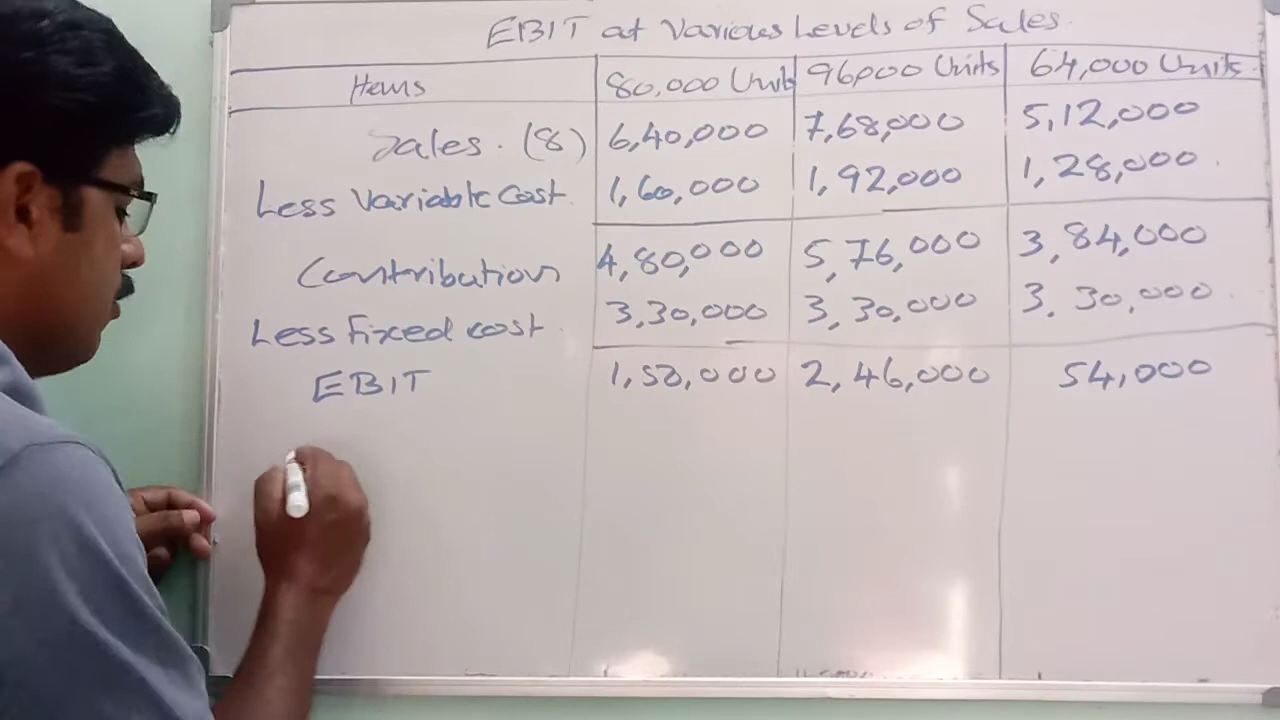 EBIT at Various Levels of Sales.
Items 80,000 Units 96,000 Units 64,000 Units
Sales. (8) 6,40,000 7,68,000 5,12,000
Less Variable Cost 1,60,000 1,92,000 1,28,000
Contribution 4,80,000 5,76,000 3,84,000
Less Fixed cost 3,30,000 3,30,000 3,30,000
EBIT 1,50,000 2,46,000 54,000